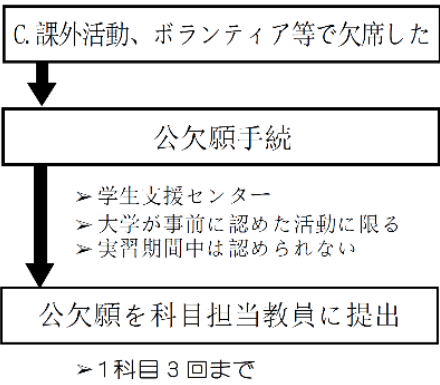 C.課外活動、ボランティア等で欠席した
公欠願手続
➢学生支援センター
➢大学が事前に認めた活動に限る
➢実習期間中は認められない
公欠願を科目担当教員に提出
➢1科目3回まで